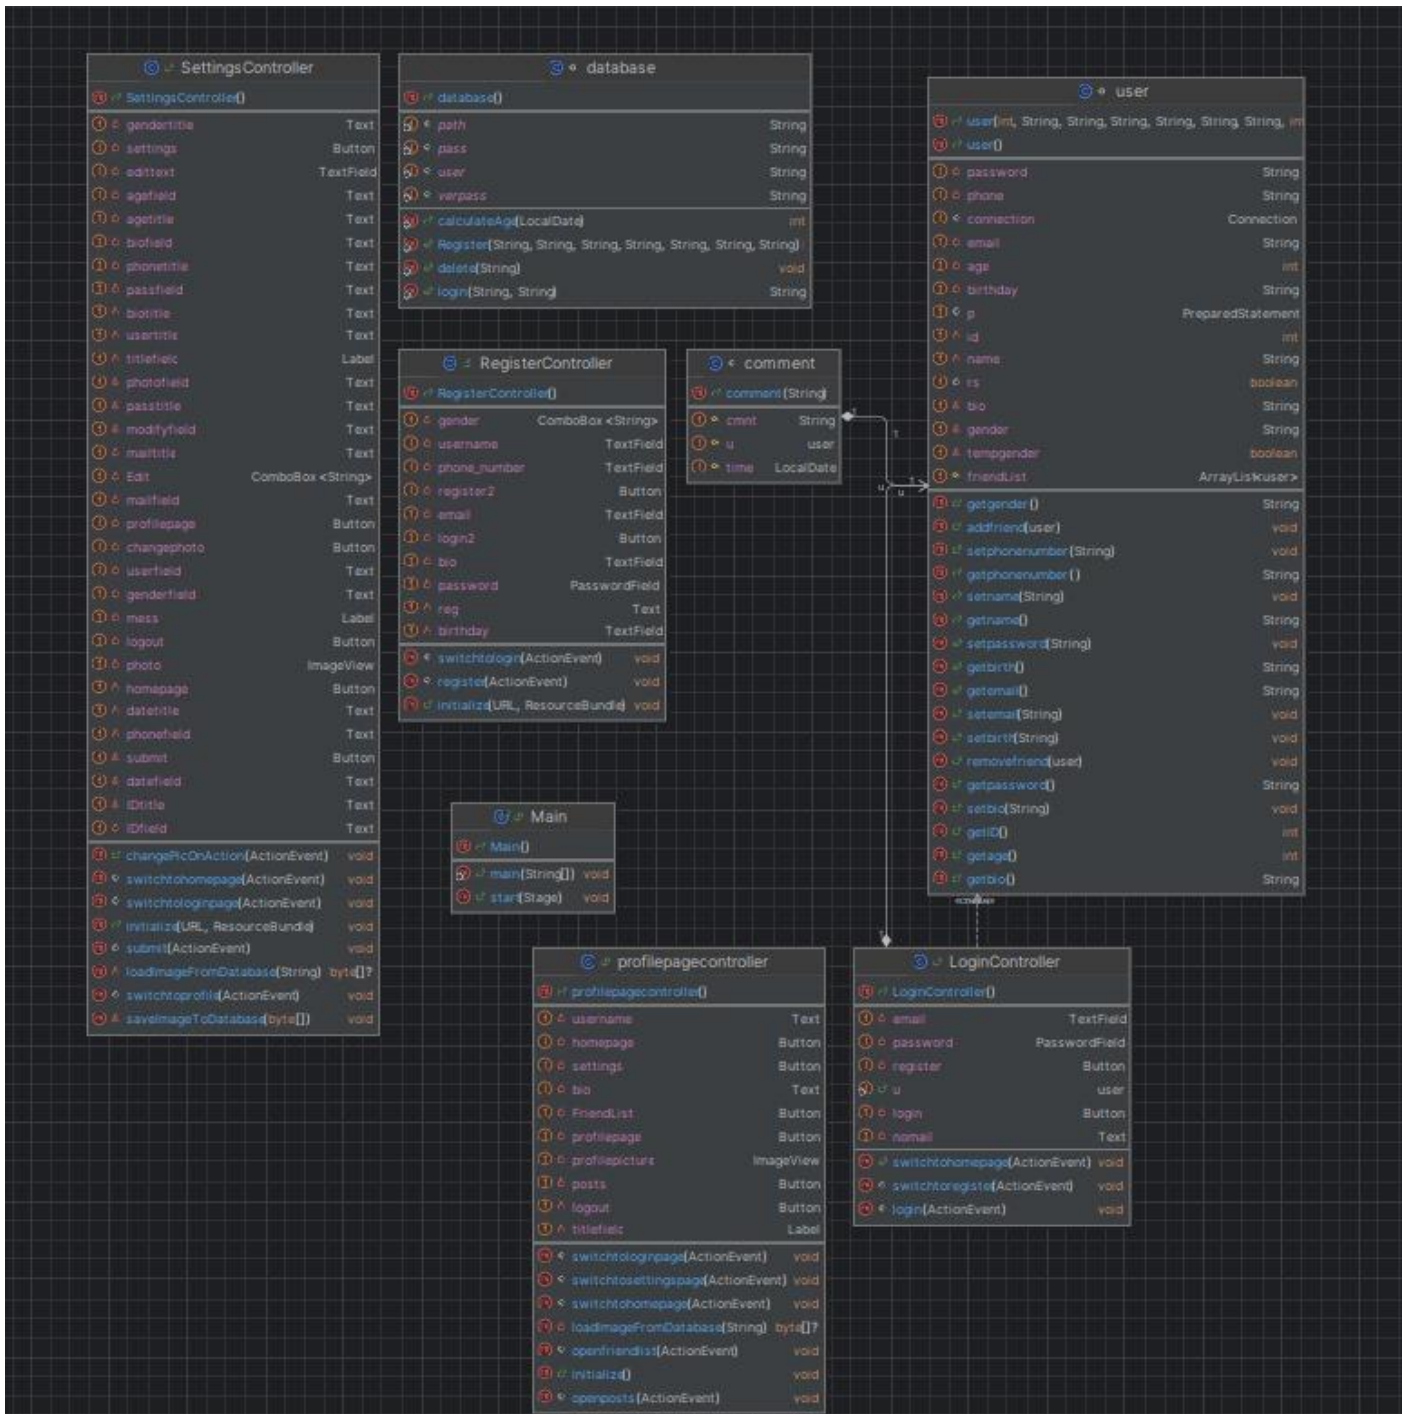 SettingsController
SettingsController()
gendertitle Text
settings Button
edittext TextField
agefield Text
agetitle Text
biofield Text
phonetitle Text
passfield Text
biotitle Text
usertitle Text
titlefield Label
photofield Text
passtitle Text
modifyfield Text
mailtitle Text
Edit ComboBox <String>
mailfield Text
profilepage Button
changephoto Button
userfield Text
genderfield Text
mess Label
logout Button
photo ImageView
homepage Button
datetitle Text
phonefield Text
submit Button
datafield Text
IDtitle Text
IDfield Text
changePicOnAction(ActionEvent) void
switchtohomepage(ActionEvent) void
switchtologinpage(ActionEvent) void
initialize(URL, ResourceBundle) void
submit(ActionEvent) void
loadImageFromDatabase(String) byte[]?
switchtoprofile(ActionEvent) void
saveImageToDatabase(byte[]) void
database
database()
path String
pass String
user String
verpass String
calculateAge(LocalDate) int
Register(String, String, String, String, String, String, String)
delete(String) void
login(String, String) String
RegisterController
RegisterController()
gender ComboBox <String>
username TextField
phone_number TextField
register2 Button
email TextField
login2 Button
bio TextField
password PasswordField
reg Text
birthday TextField
switchtologin(ActionEvent) void
register(ActionEvent) void
initialize(URL, ResourceBundle) void
comment
comment(String)
cmnt String
u user
time LocalDate
user
user(int, String, String, String, String, String, String, int
user()
password String
phone String
connection Connection
email String
age int
birthday String
p PreparedStatement
id int
name String
rs boolean
bio String
gender String
tempgender boolean
friendList ArrayList<user>
getgender() String
addfriend(user) void
setphonenumber(String) void
getphonenumber() String
setname(String) void
getname() String
setpassword(String) void
getbirth() String
getemail() String
setemail(String) void
setbirth(String) void
removefriend(user) void
getpassword() String
setbio(String) void
getID() int
getage() int
getbio() String
1
1
u
u
1
Main
Main()
main(String[]) void
start(Stage) void
profilepagecontroller
profilepagecontroller()
username Text
homepage Button
settings Button
bio Text
FriendList Button
profilepage Button
profilepicture ImageView
posts Button
logout Button
titlefield Label
switchtologinpage(ActionEvent) void
switchtosettingspage(ActionEvent) void
switchtohomepage(ActionEvent) void
loadImageFromDatabase(String) byte[]?
openfriendlist(ActionEvent) void
initialize() void
openposts(ActionEvent) void
LoginController
LoginController()
email TextField
password PasswordField
register Button
u user
login Button
nomail Text
switchtohomepage(ActionEvent) void
switchtoregister(ActionEvent) void
login(ActionEvent) void